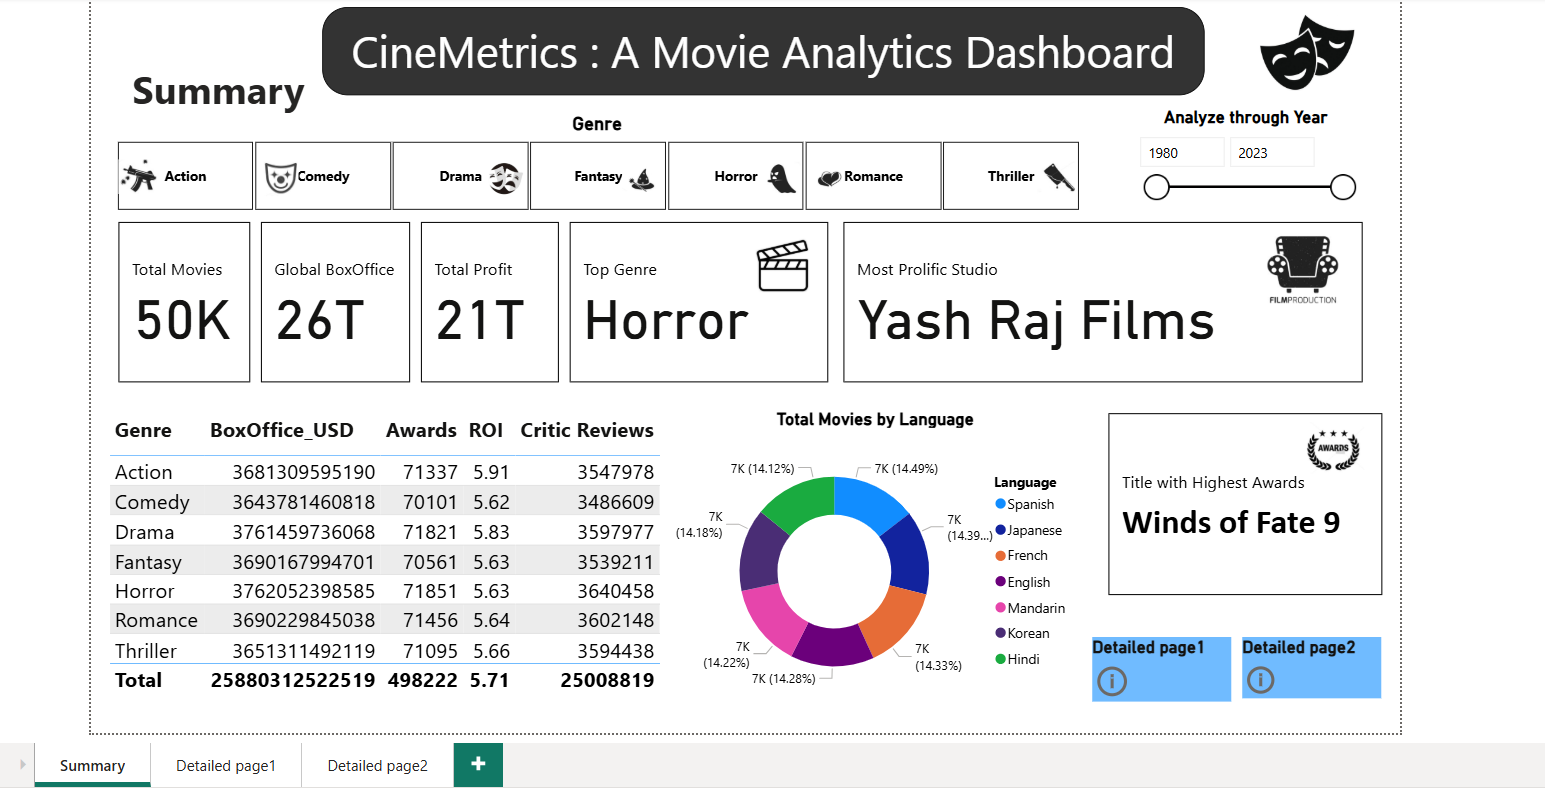 CineMetrics : A Movie Analytics Dashboard
Summary
Genre
Analyze through Year
1980 2023
Action Comedy Drama Fantasy Horror Romance Thriller
Total Movies
50K
Global BoxOffice
26T
Total Profit
21T
Top Genre
Horror
Most Prolific Studio
Yash Raj Films
FILMPRODUCTION
Genre BoxOffice_USD Awards ROI Critic Reviews
Action 3681309595190 71337 5.91 3547978
Comedy 3643781460818 70101 5.62 3486609
Drama 3761459736068 71821 5.83 3597977
Fantasy 3690167994701 70561 5.63 3539211
Horror 3762052398585 71851 5.63 3640458
Romance 3690229845038 71456 5.64 3602148
Thriller 3651311492119 71095 5.66 3594438
Total 25880312522519 498222 5.71 25008819
Total Movies by Language
7K (14.12%)
7K (14.49%)
7K
(14.18%)
7K
(14.39...)
7K
(14.22%)
7K
(14.33%)
7K (14.28%)
Language
Spanish
Japanese
French
English
Mandarin
Korean
Hindi
AWARDS
Title with Highest Awards
Winds of Fate 9
Detailed page1
Detailed page2
Summary Detailed page1 Detailed page2 +